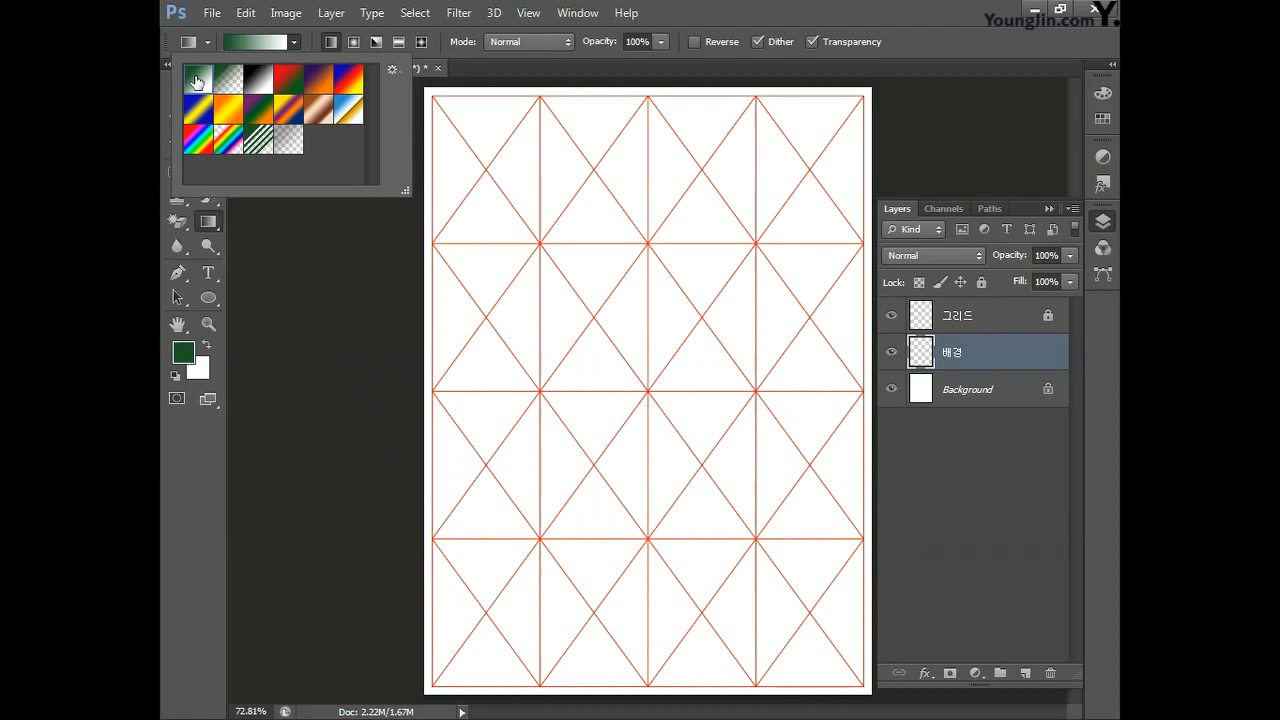 Ps File Edit Image Layer Type Select Filter 3D View Window Help
YoungJin.com Y.
Mode: Normal Opacity: 100% Reverse Dither Transparency
*) * ×
Layers Channels Paths
Kind
Normal Opacity: 100%
Lock: Fill: 100%
그리드
배경
Background
fx
72.81% Doc: 2.22M/1.67M